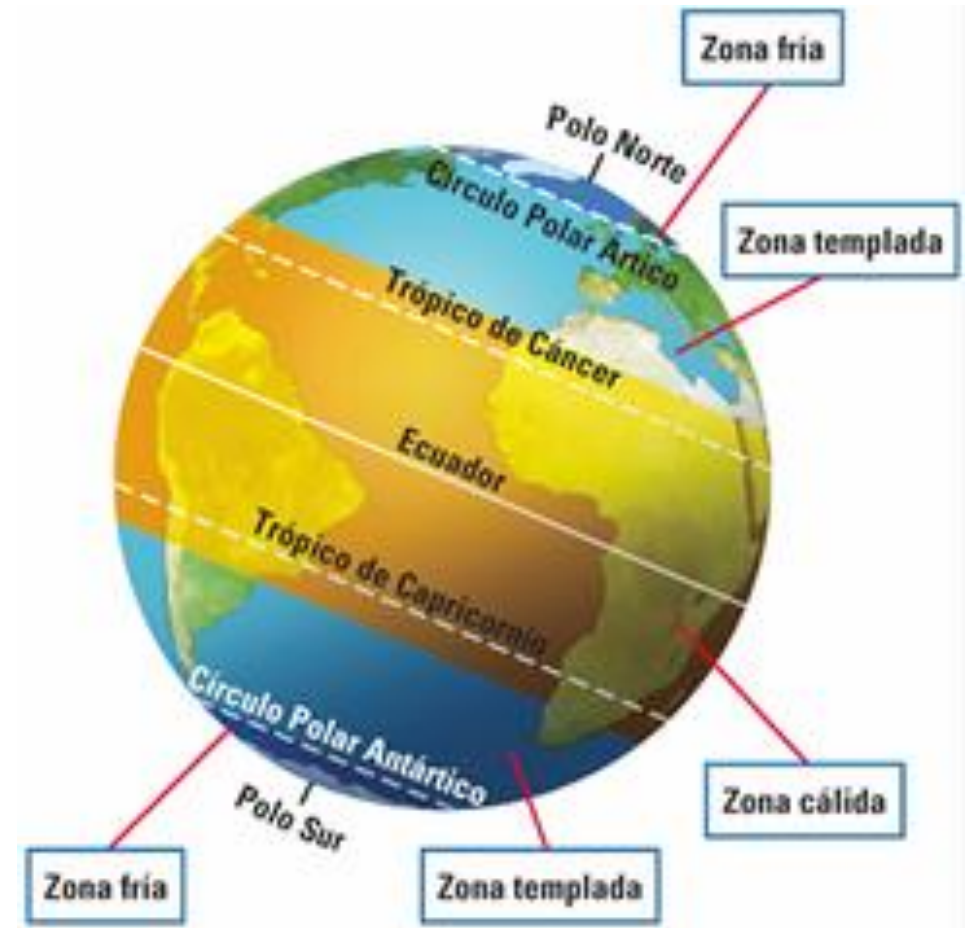 Zona fría
Polo Norte
Círculo Polar Ártico
Zona templada
Trópico de Cáncer
Ecuador
Trópico de Capricornio
Círculo Polar Antártico
Zona cálida
Polo Sur
Zona fría
Zona templada